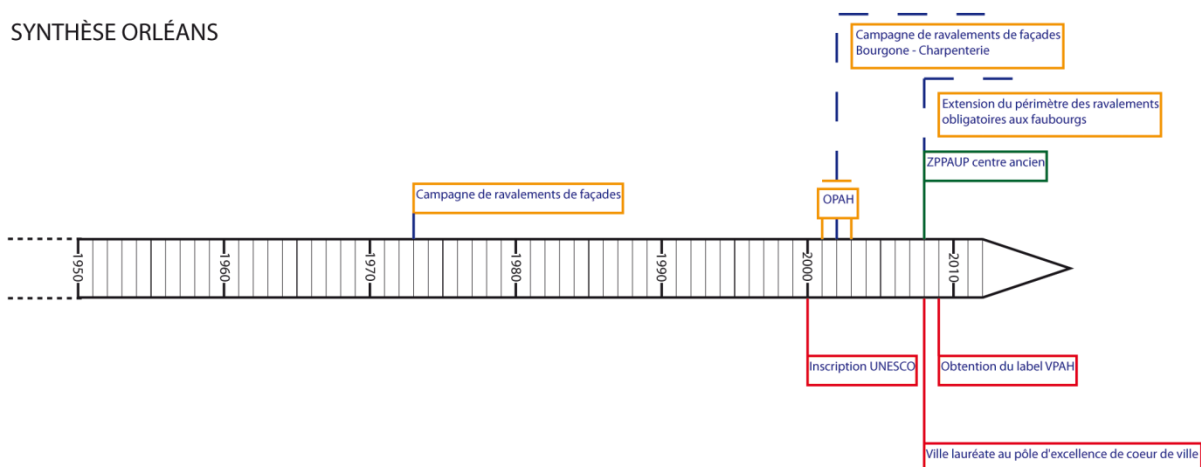 SYNTHÈSE ORLÉANS
Campagne de ravalements de façades
Bourgone - Charpenterie
Extension du périmètre des ravalements
obligatoires aux faubourgs
ZPPAUP centre ancien
Campagne de ravalements de façades
OPAH
1950
1960
1970
1980
1990
2000
2010
Inscription UNESCO
Obtention du label VPAH
Ville lauréate au pôle d'excellence de coeur de ville